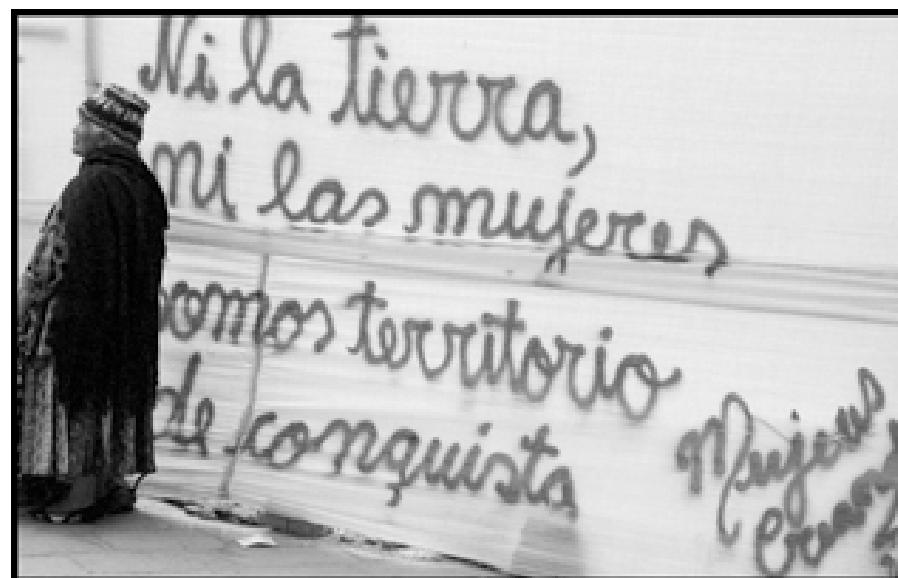 Ni la tierra,
ni las mujeres
somos territorio
de conquista
Mujeres